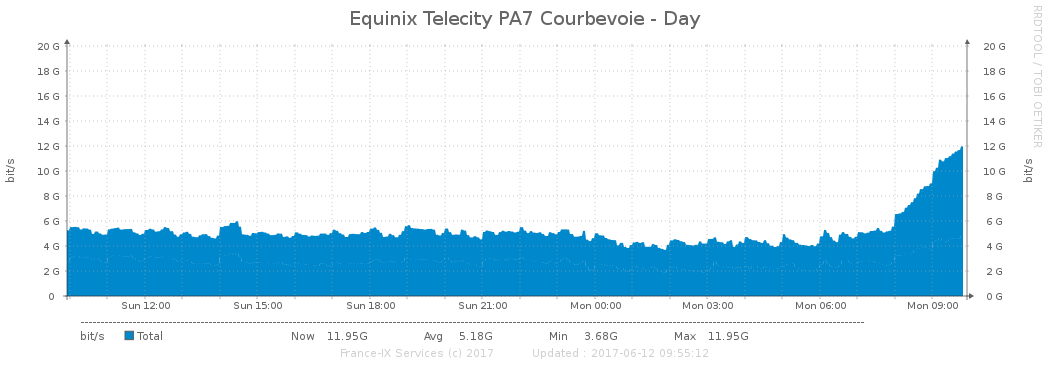 Equinix Telecity PA7 Courbevoie - Day
RRDTOOL / TOBI OETIKER
bit/s
20 G 20 G
18 G 18 G
16 G 16 G
14 G 14 G
12 G 12 G
10 G 10 G
8 G 8 G
6 G 6 G
4 G 4 G
2 G 2 G
0 0 G
bit/s
Sun 12:00 Sun 15:00 Sun 18:00 Sun 21:00 Mon 00:00 Mon 03:00 Mon 06:00 Mon 09:00
bit/s Total Now 11.95G Avg 5.18G Min 3.68G Max 11.95G
France-IX Services (c) 2017 Updated : 2017-06-12 09:55:12